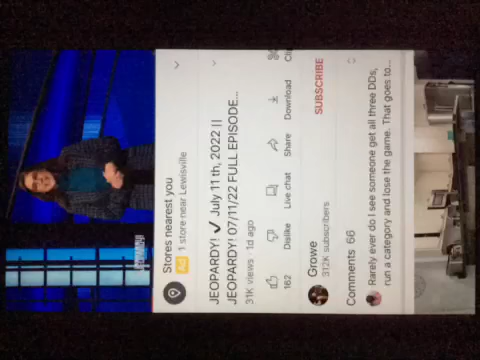 Stores nearest you
Ad 1 store near Lewisville
JEOPARDY! ✓ July 11th, 2022 ||
JEOPARDY! 07/11/22 FULL EPISODE...
31K views 1d ago
162 Dislike Live chat Share Download
Growe
312K subscribers
SUBSCRIBE
Comments 66
Rarely ever do I see someone get all three DDs,
run a category and lose the game. That goes to...